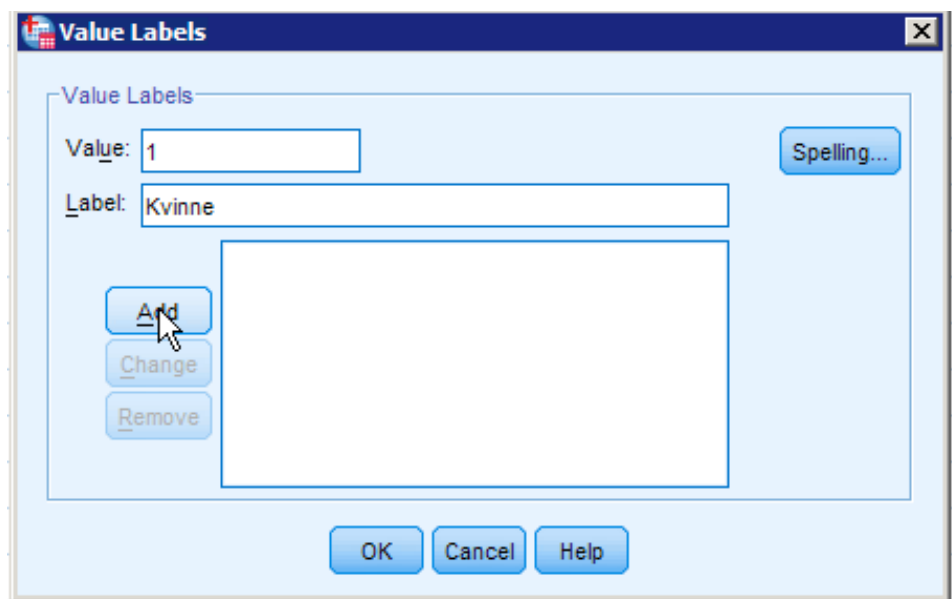 Value Labels
Value Labels
Value: 1
Spelling...
Label: Kvinne
Add
Change
Remove
OK Cancel Help